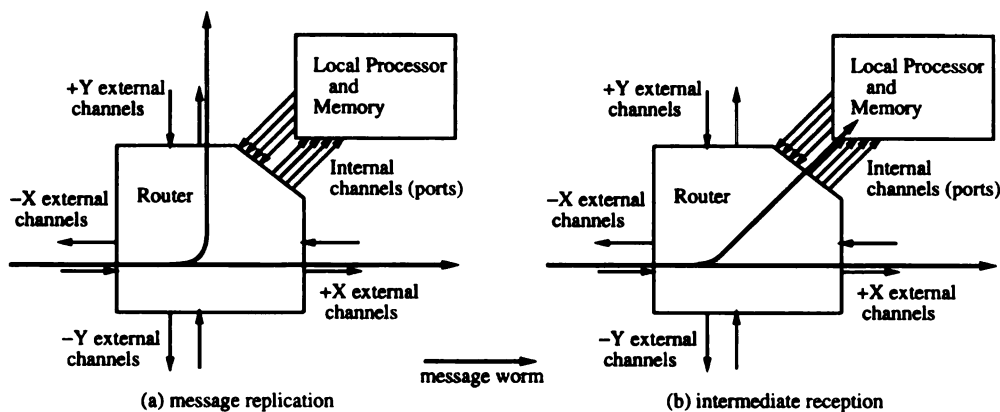 Local Processor
and
Memory
+Y external
channels
Internal
channels (ports)
Router
−X external
channels
+X external
channels
−Y external
channels
(a) message replication
message worm
Local Processor
and
Memory
+Y external
channels
Internal
channels (ports)
Router
−X external
channels
+X external
channels
−Y external
channels
(b) intermediate reception